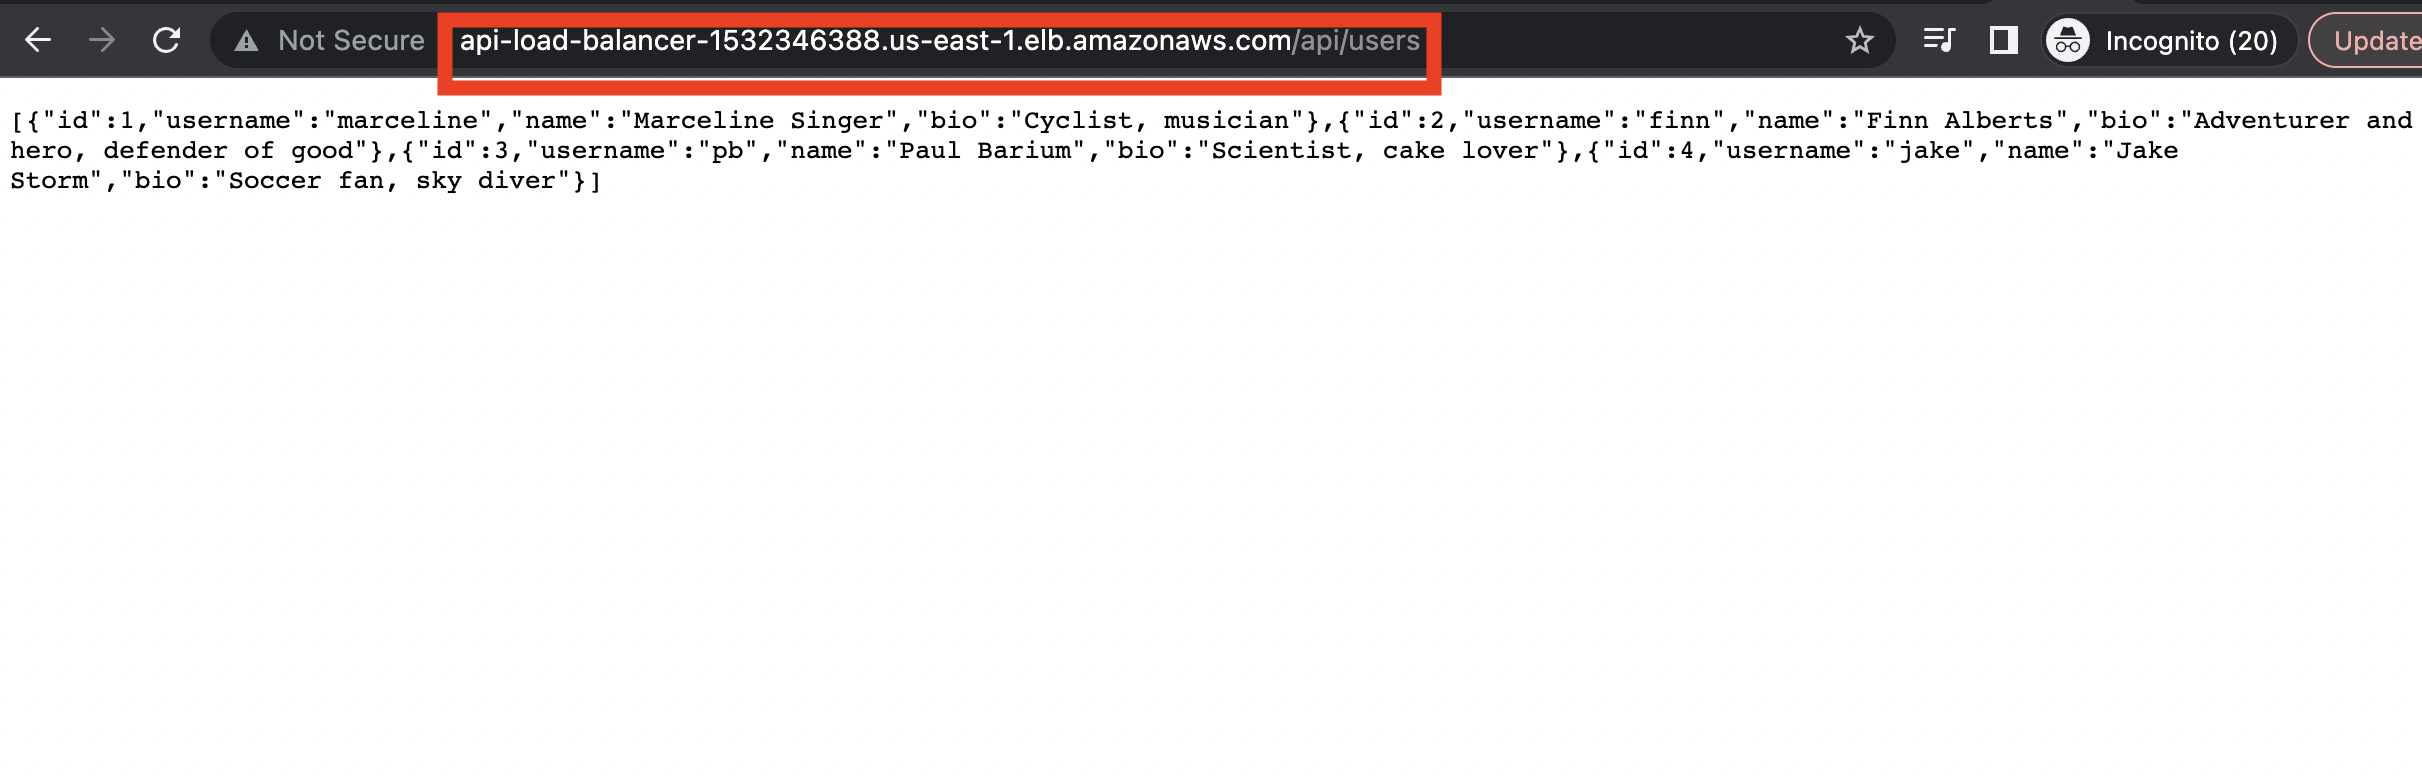 Not Secure api-load-balancer-1532346388.us-east-1.elb.amazonaws.com/api/users Incognito (20) Update
[{"id":1,"username":"marceline","name":"Marceline Singer","bio":"Cyclist, musician"},{"id":2,"username":"finn","name":"Finn Alberts","bio":"Adventurer and
hero, defender of good"},{"id":3,"username":"pb","name":"Paul Barium","bio":"Scientist, cake lover"},{"id":4,"username":"jake","name":"Jake
Storm","bio":"Soccer fan, sky diver"}]